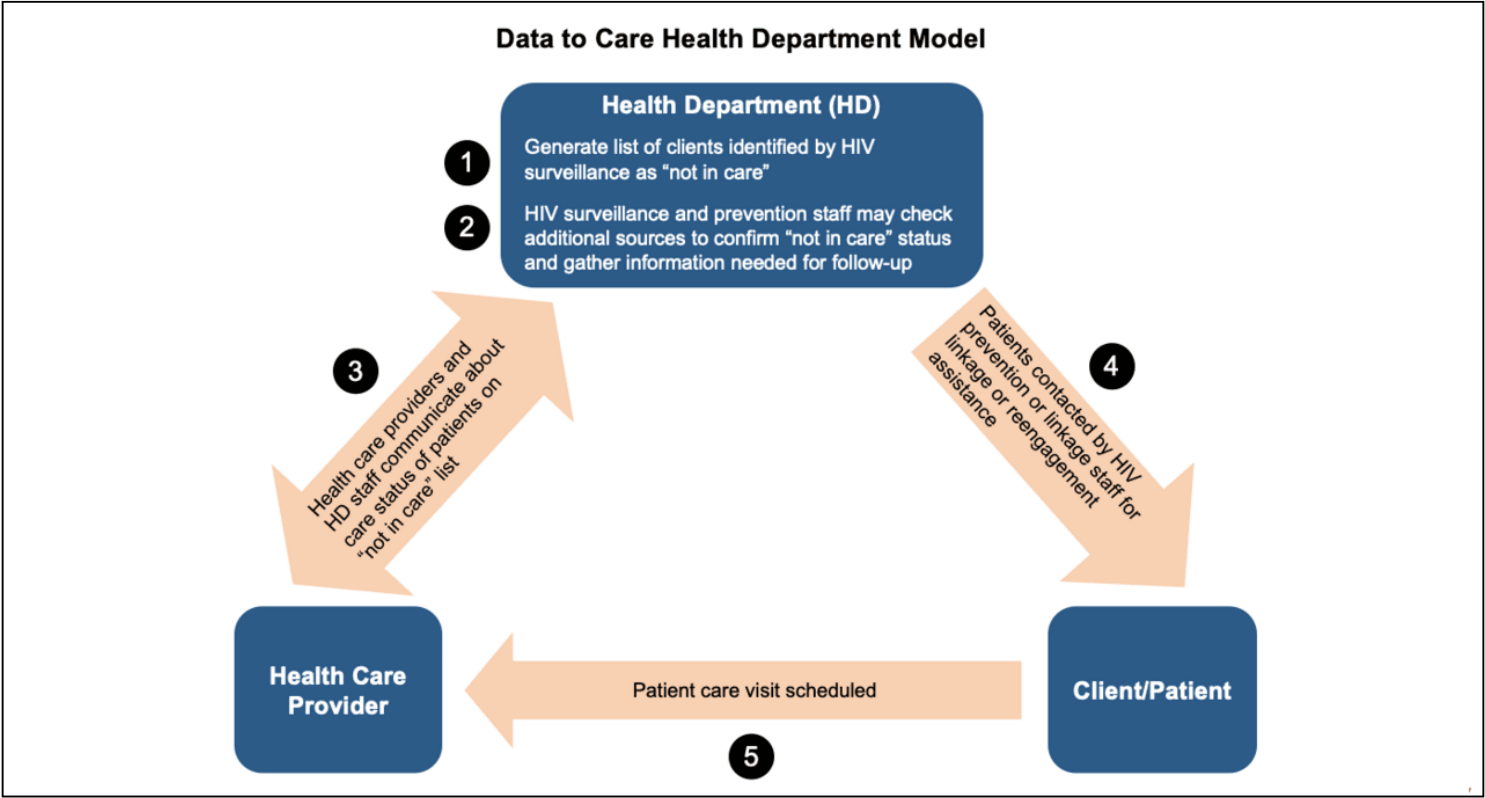 Data to Care Health Department Model
Health Department (HD)
1
Generate list of clients identified by HIV
surveillance as “not in care”
2
HIV surveillance and prevention staff may check
additional sources to confirm “not in care” status
and gather information needed for follow-up
3
Health care providers and
HD staff communicate about
care status of patients on
“not in care” list
4
Patients contacted by HIV
prevention or linkage staff for
linkage or reengagement
assistance
Health Care
Provider
Patient care visit scheduled
5
Client/Patient